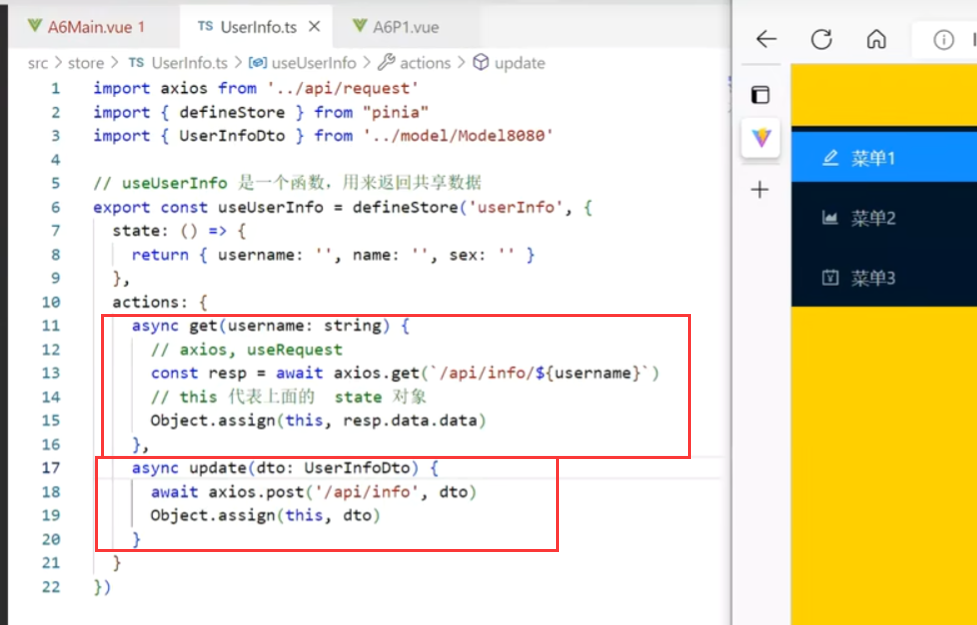 A6Main.vue 1
TS UserInfo.ts
A6P1.vue
src > store > TS UserInfo.ts > useUserInfo > actions > update
1 import axios from '../api/request'
2 import { defineStore } from "pinia"
3 import { UserInfoDto } from '../model/Model8080'
4
5 // useUserInfo 是一个函数, 用来返回共享数据
6 export const useUserInfo = defineStore('userInfo', {
7 state: () => {
8 return { username: '', name: '', sex: '' }
9 },
10 actions: {
11 async get(username: string) {
12 // axios, useRequest
13 const resp = await axios.get(`/api/info/${username}`)
14 // this 代表上面的 state 对象
15 Object.assign(this, resp.data.data)
16 },
17 async update(dto: UserInfoDto) {
18 await axios.post('/api/info', dto)
19 Object.assign(this, dto)
20 }
21 }
22 })
菜单1
菜单2
菜单3